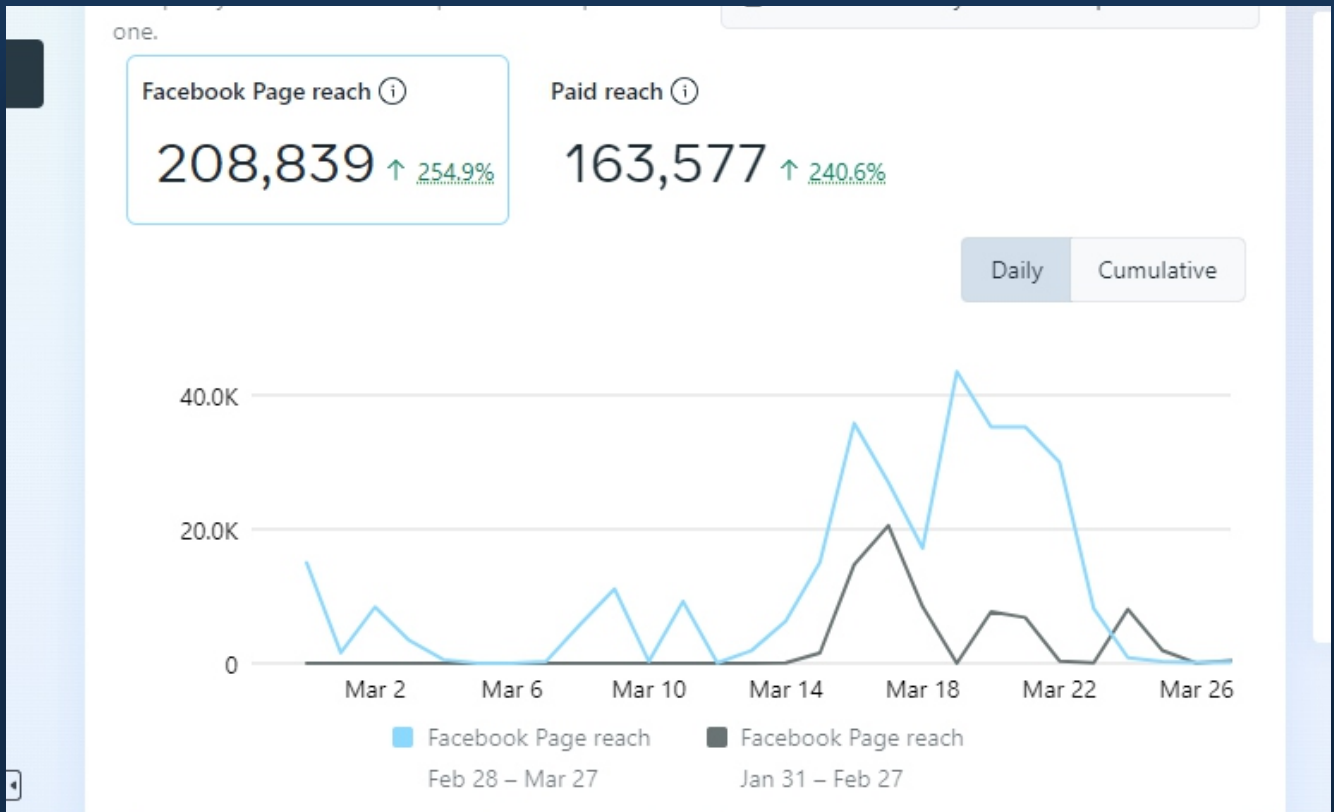 one.
Facebook Page reach
208,839 ↑ 254.9%
Paid reach
163,577 ↑ 240.6%
Daily
Cumulative
40.0K
20.0K
0
Mar 2 Mar 6 Mar 10 Mar 14 Mar 18 Mar 22 Mar 26
Facebook Page reach
Feb 28 – Mar 27
Facebook Page reach
Jan 31 – Feb 27